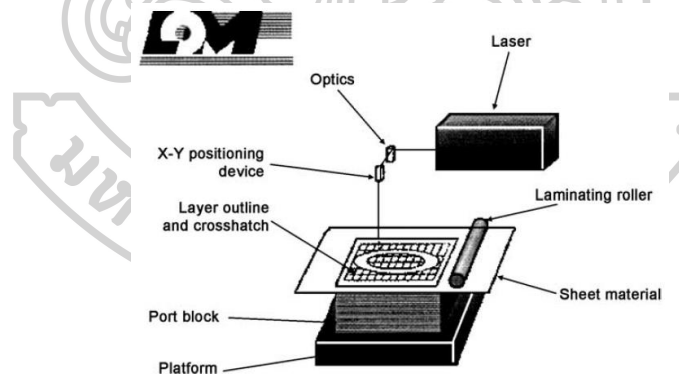 LOM
Laser
Optics
X-Y positioning
device
Laminating roller
Layer outline
and crosshatch
Sheet material
Port block
Platform